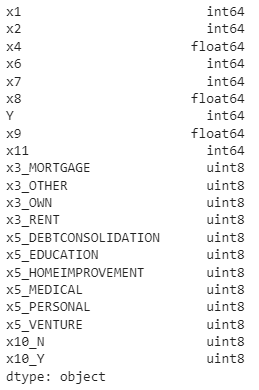 x1 int64
x2 int64
x4 float64
x6 int64
x7 int64
x8 float64
Y int64
x9 float64
x11 int64
x3_MORTGAGE uint8
x3_OTHER uint8
x3_OWN uint8
x3_RENT uint8
x5_DEBTCONSOLIDATION uint8
x5_EDUCATION uint8
x5_HOMEIMPROVEMENT uint8
x5_MEDICAL uint8
x5_PERSONAL uint8
x5_VENTURE uint8
x10_N uint8
x10_Y uint8
dtype: object